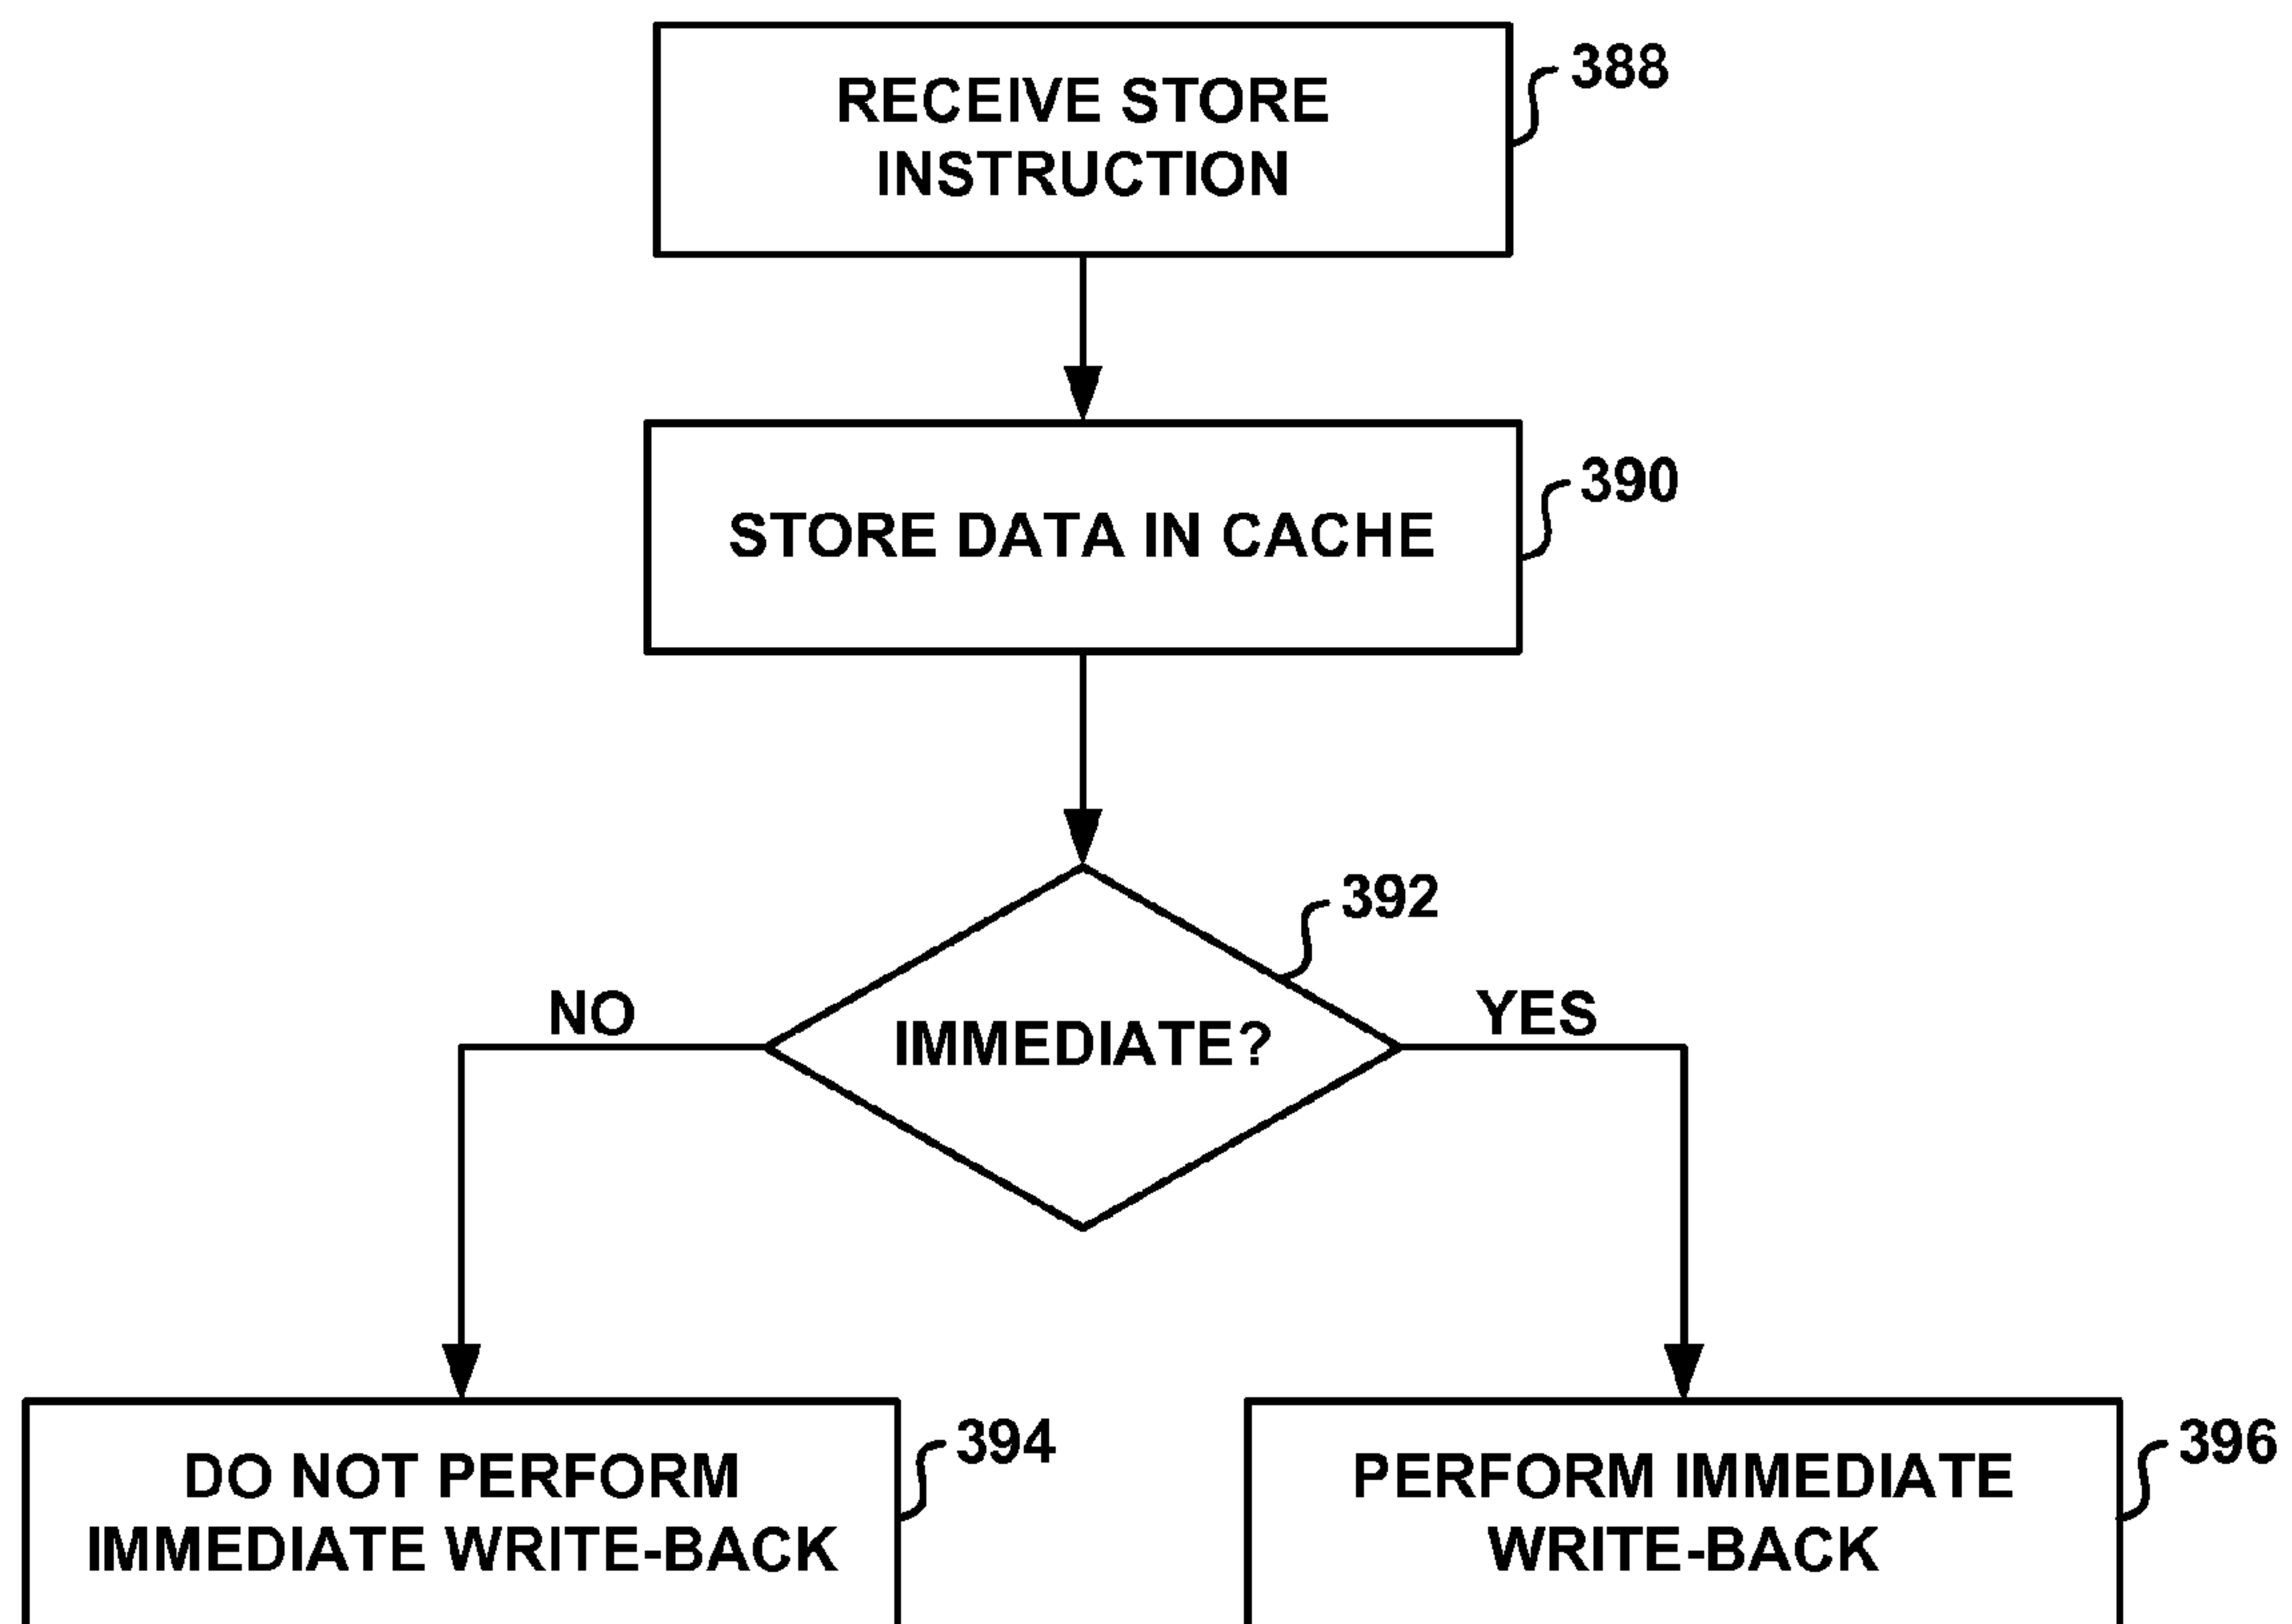 RECEIVE STORE
INSTRUCTION
388
STORE DATA IN CACHE
390
392
NO
IMMEDIATE?
YES
DO NOT PERFORM
IMMEDIATE WRITE-BACK
394
PERFORM IMMEDIATE
WRITE-BACK
396